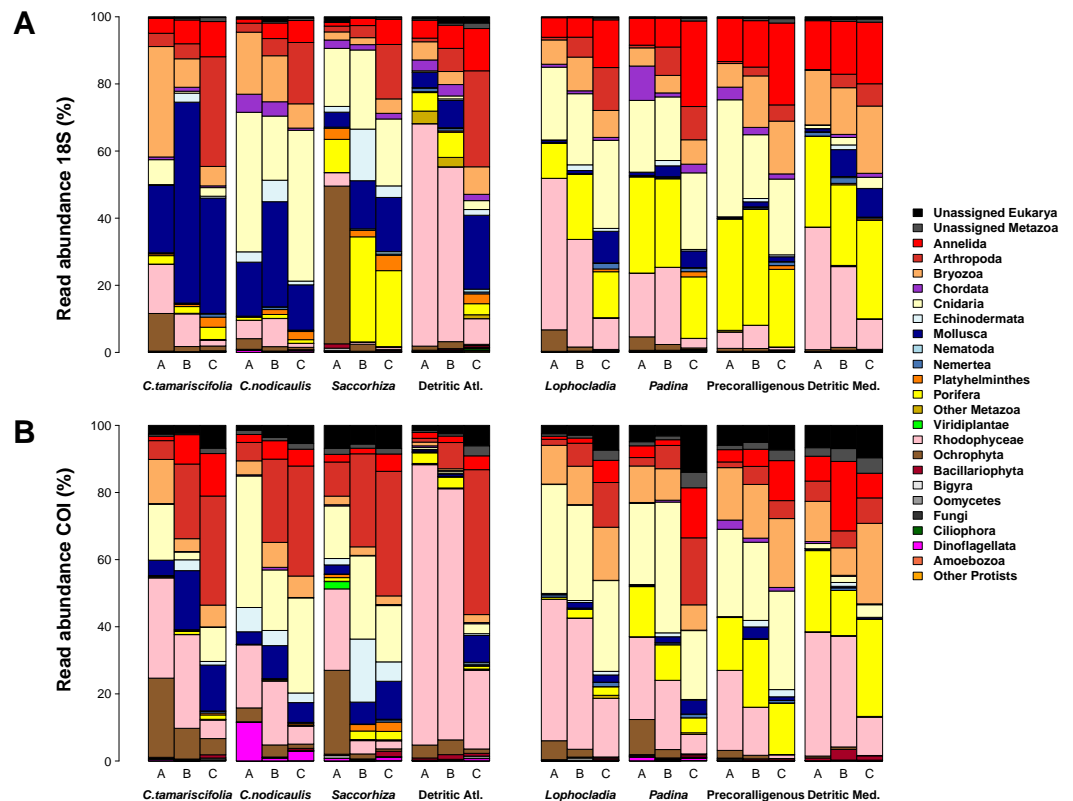 A
Read abundance 18S (%)
100
80
60
40
20
0
A B C A B C A B C A B C A B C A B C A B C A B C
C.tamariscifolia C.nodicaulis Saccorhiza Detritic Atl. Lophocladia Padina Precoralligenous Detritic Med.
B
Read abundance COI (%)
100
80
60
40
20
0
A B C A B C A B C A B C A B C A B C A B C A B C
C.tamariscifolia C.nodicaulis Saccorhiza Detritic Atl. Lophocladia Padina Precoralligenous Detritic Med.
Unassigned Eukarya
Unassigned Metazoa
Annelida
Arthropoda
Bryozoa
Chordata
Cnidaria
Echinodermata
Mollusca
Nematoda
Nemertea
Platyhelminthes
Porifera
Other Metazoa
Viridiplantae
Rhodophyceae
Ochrophyta
Bacillariophyta
Bigyra
Oomycetes
Fungi
Ciliophora
Dinoflagellata
Amoebozoa
Other Protists